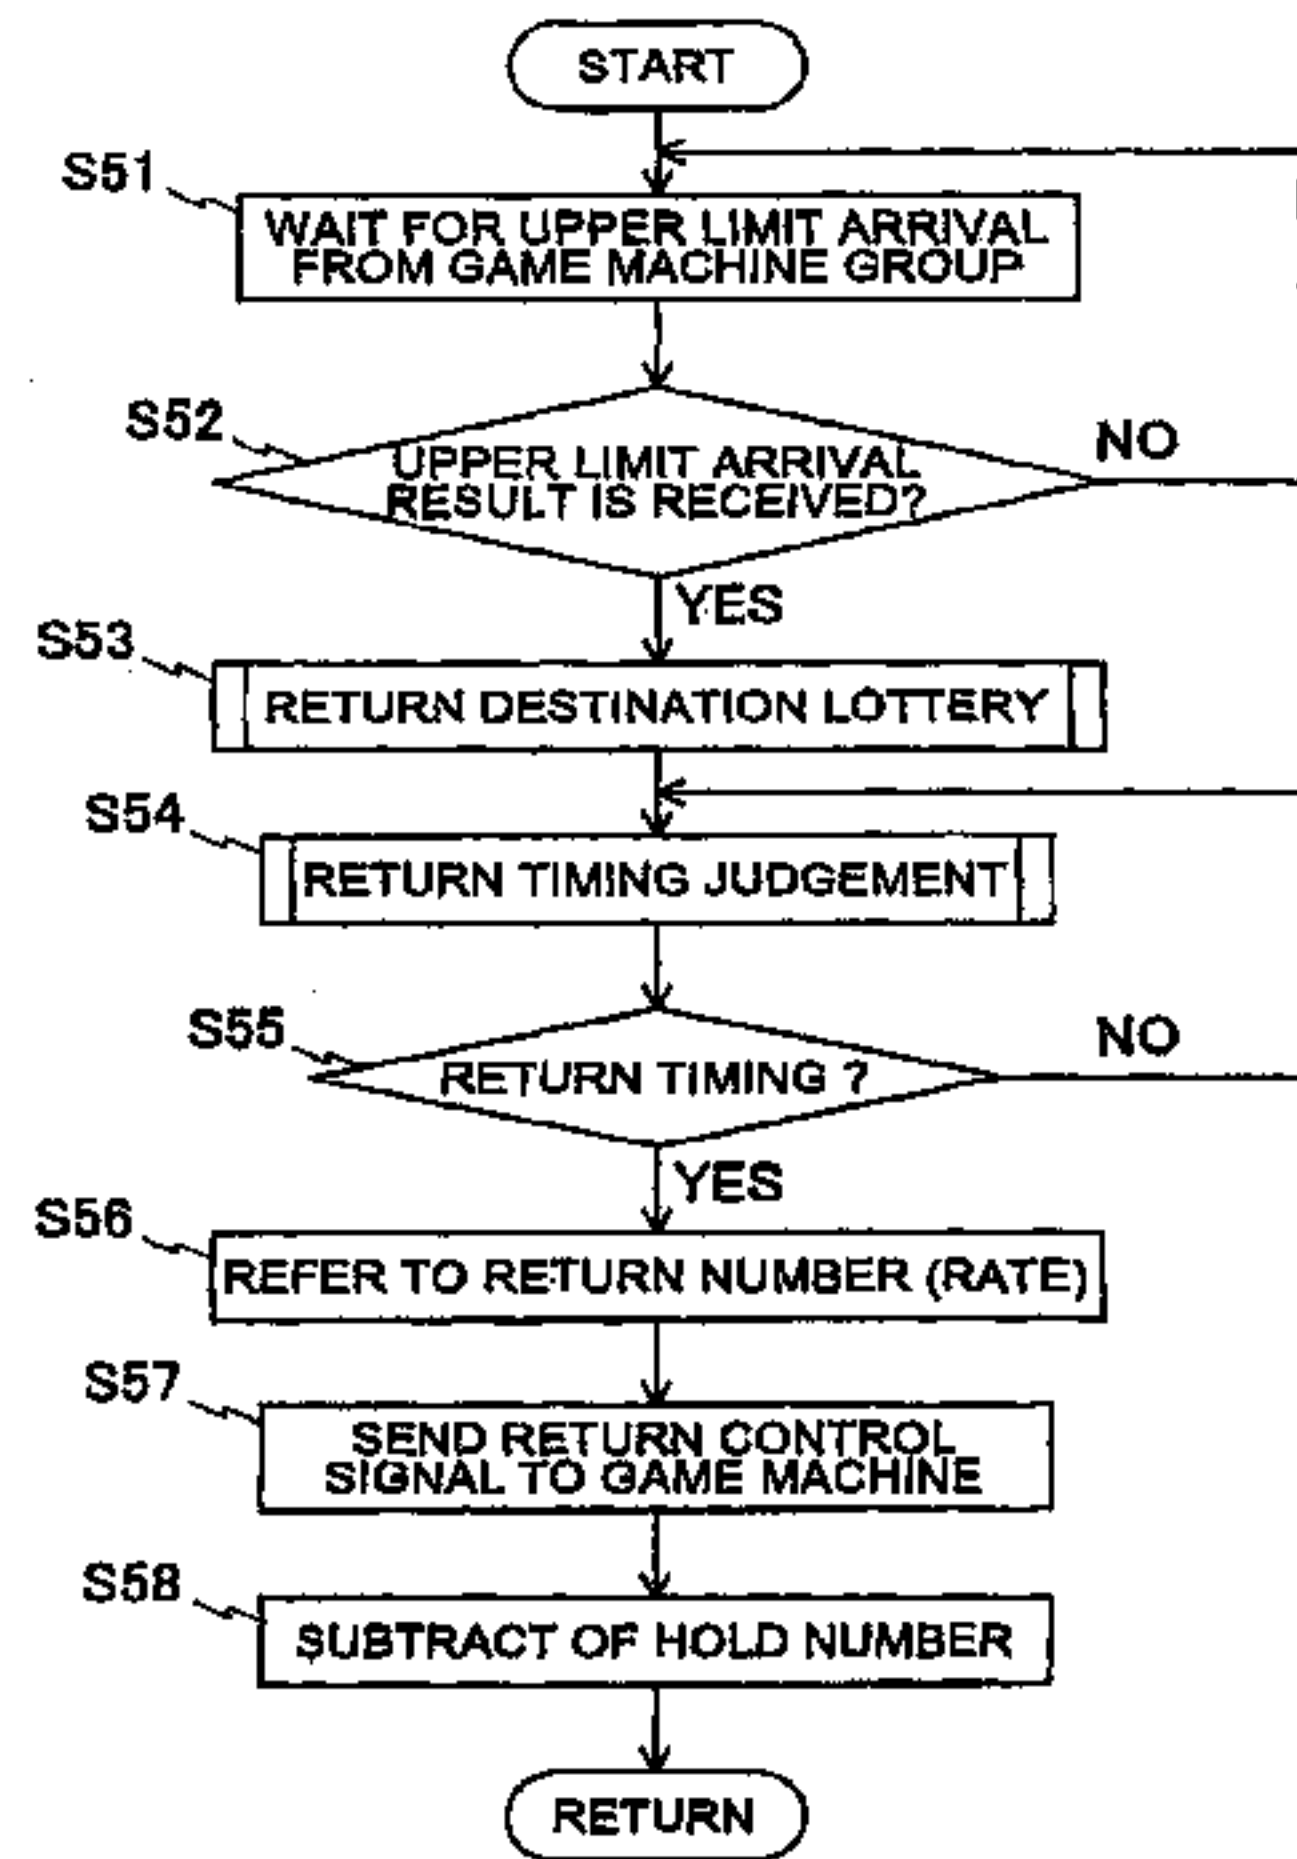 START
S51
WAIT FOR UPPER LIMIT ARRIVAL
FROM GAME MACHINE GROUP
S52
UPPER LIMIT ARRIVAL
RESULT IS RECEIVED?
NO
YES
S53
RETURN DESTINATION LOTTERY
S54
RETURN TIMING JUDGEMENT
S55
RETURN TIMING ?
NO
YES
S56
REFER TO RETURN NUMBER (RATE)
S57
SEND RETURN CONTROL
SIGNAL TO GAME MACHINE
S58
SUBTRACT OF HOLD NUMBER
RETURN